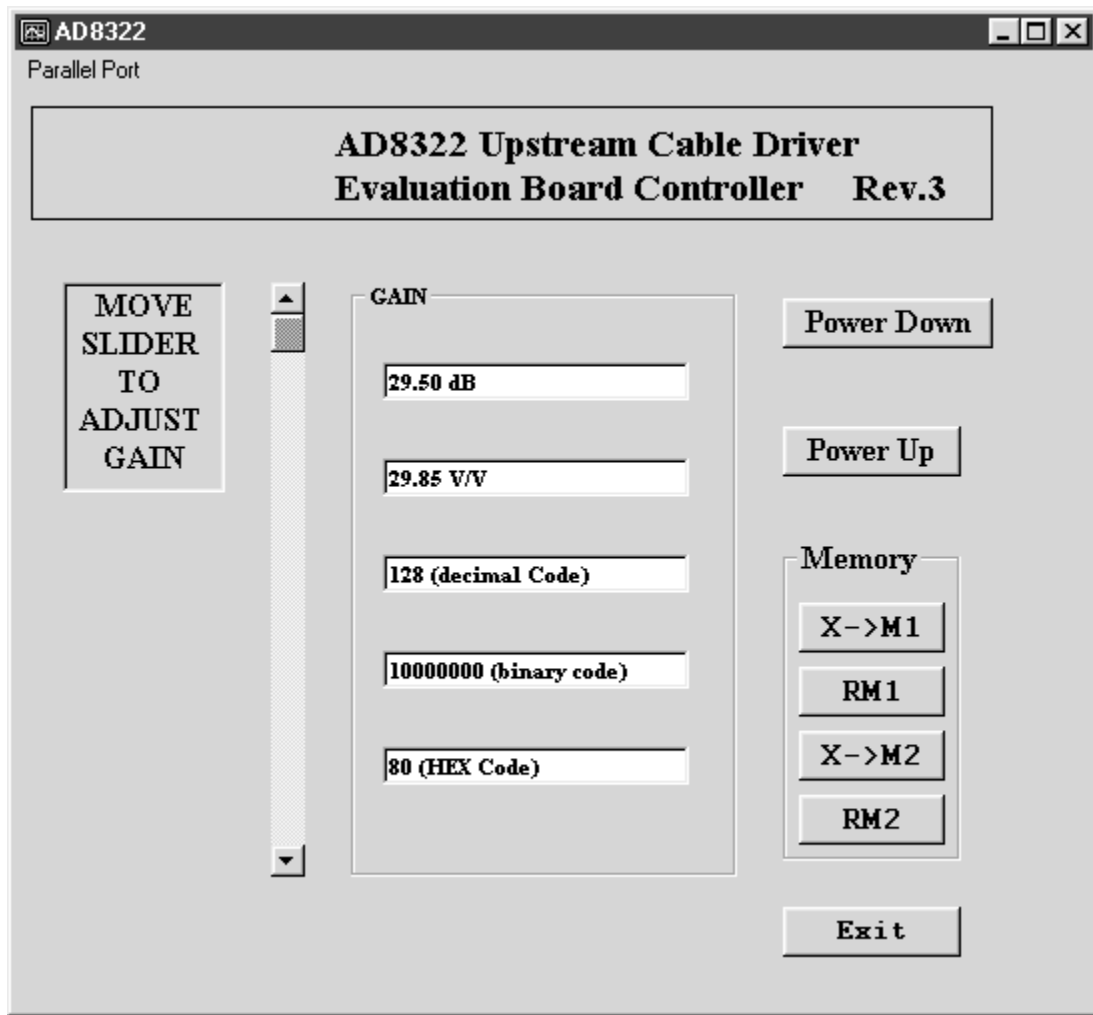 AD8322
Parallel Port
AD8322 Upstream Cable Driver
Evaluation Board Controller Rev.3
MOVE
SLIDER
TO
ADJUST
GAIN
GAIN
29.50 dB
29.85 V/V
128 (decimal Code)
10000000 (binary code)
80 (HEX Code)
Power Down
Power Up
Memory
X->M1
RM1
X->M2
RM2
Exit